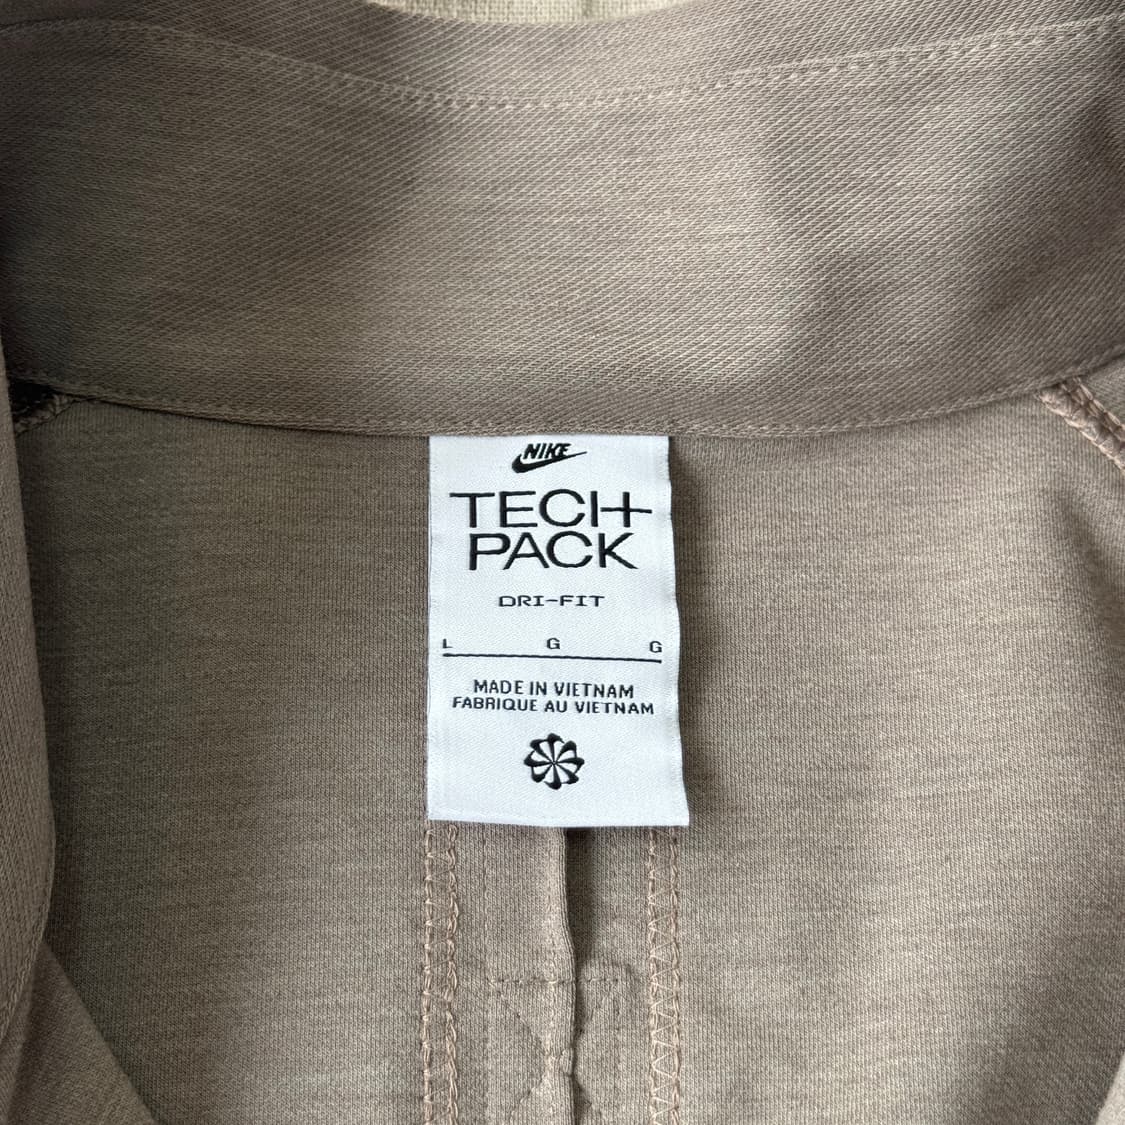 NIKE
TECH
PACK
DRI-FIT
L G G
MADE IN VIETNAM
FABRIQUE AU VIETNAM